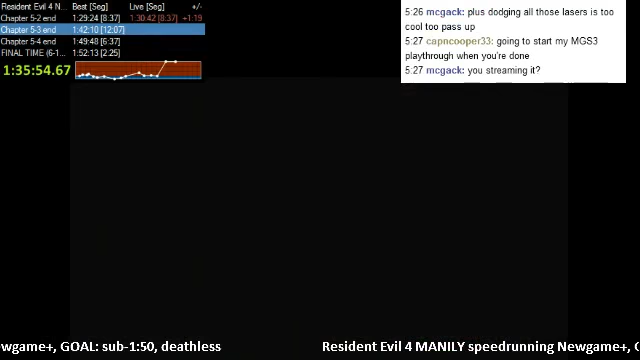 Resident Evil 4 N... Best [Seg] Live [Seg] +/-
Chapter 5-2 end 1:29:24 [8:37] 1:30:42 [8:37] +1:19
Chapter 5-3 end 1:42:10 [12:07]
Chapter 5-4 end 1:49:48 [6:37]
FINAL TIME (6-1... 1:52:13 [2:25]
1:35:54.67
5:26 mcgack: plus dodging all those lasers is too
cool too pass up
5:27 capncooper33: going to start my MGS3
playthrough when you're done
5:27 mcgack: you streaming it?
ewgame+, GOAL: sub-1:50, deathless Resident Evil 4 MANILY speedrunning Newgame+, G